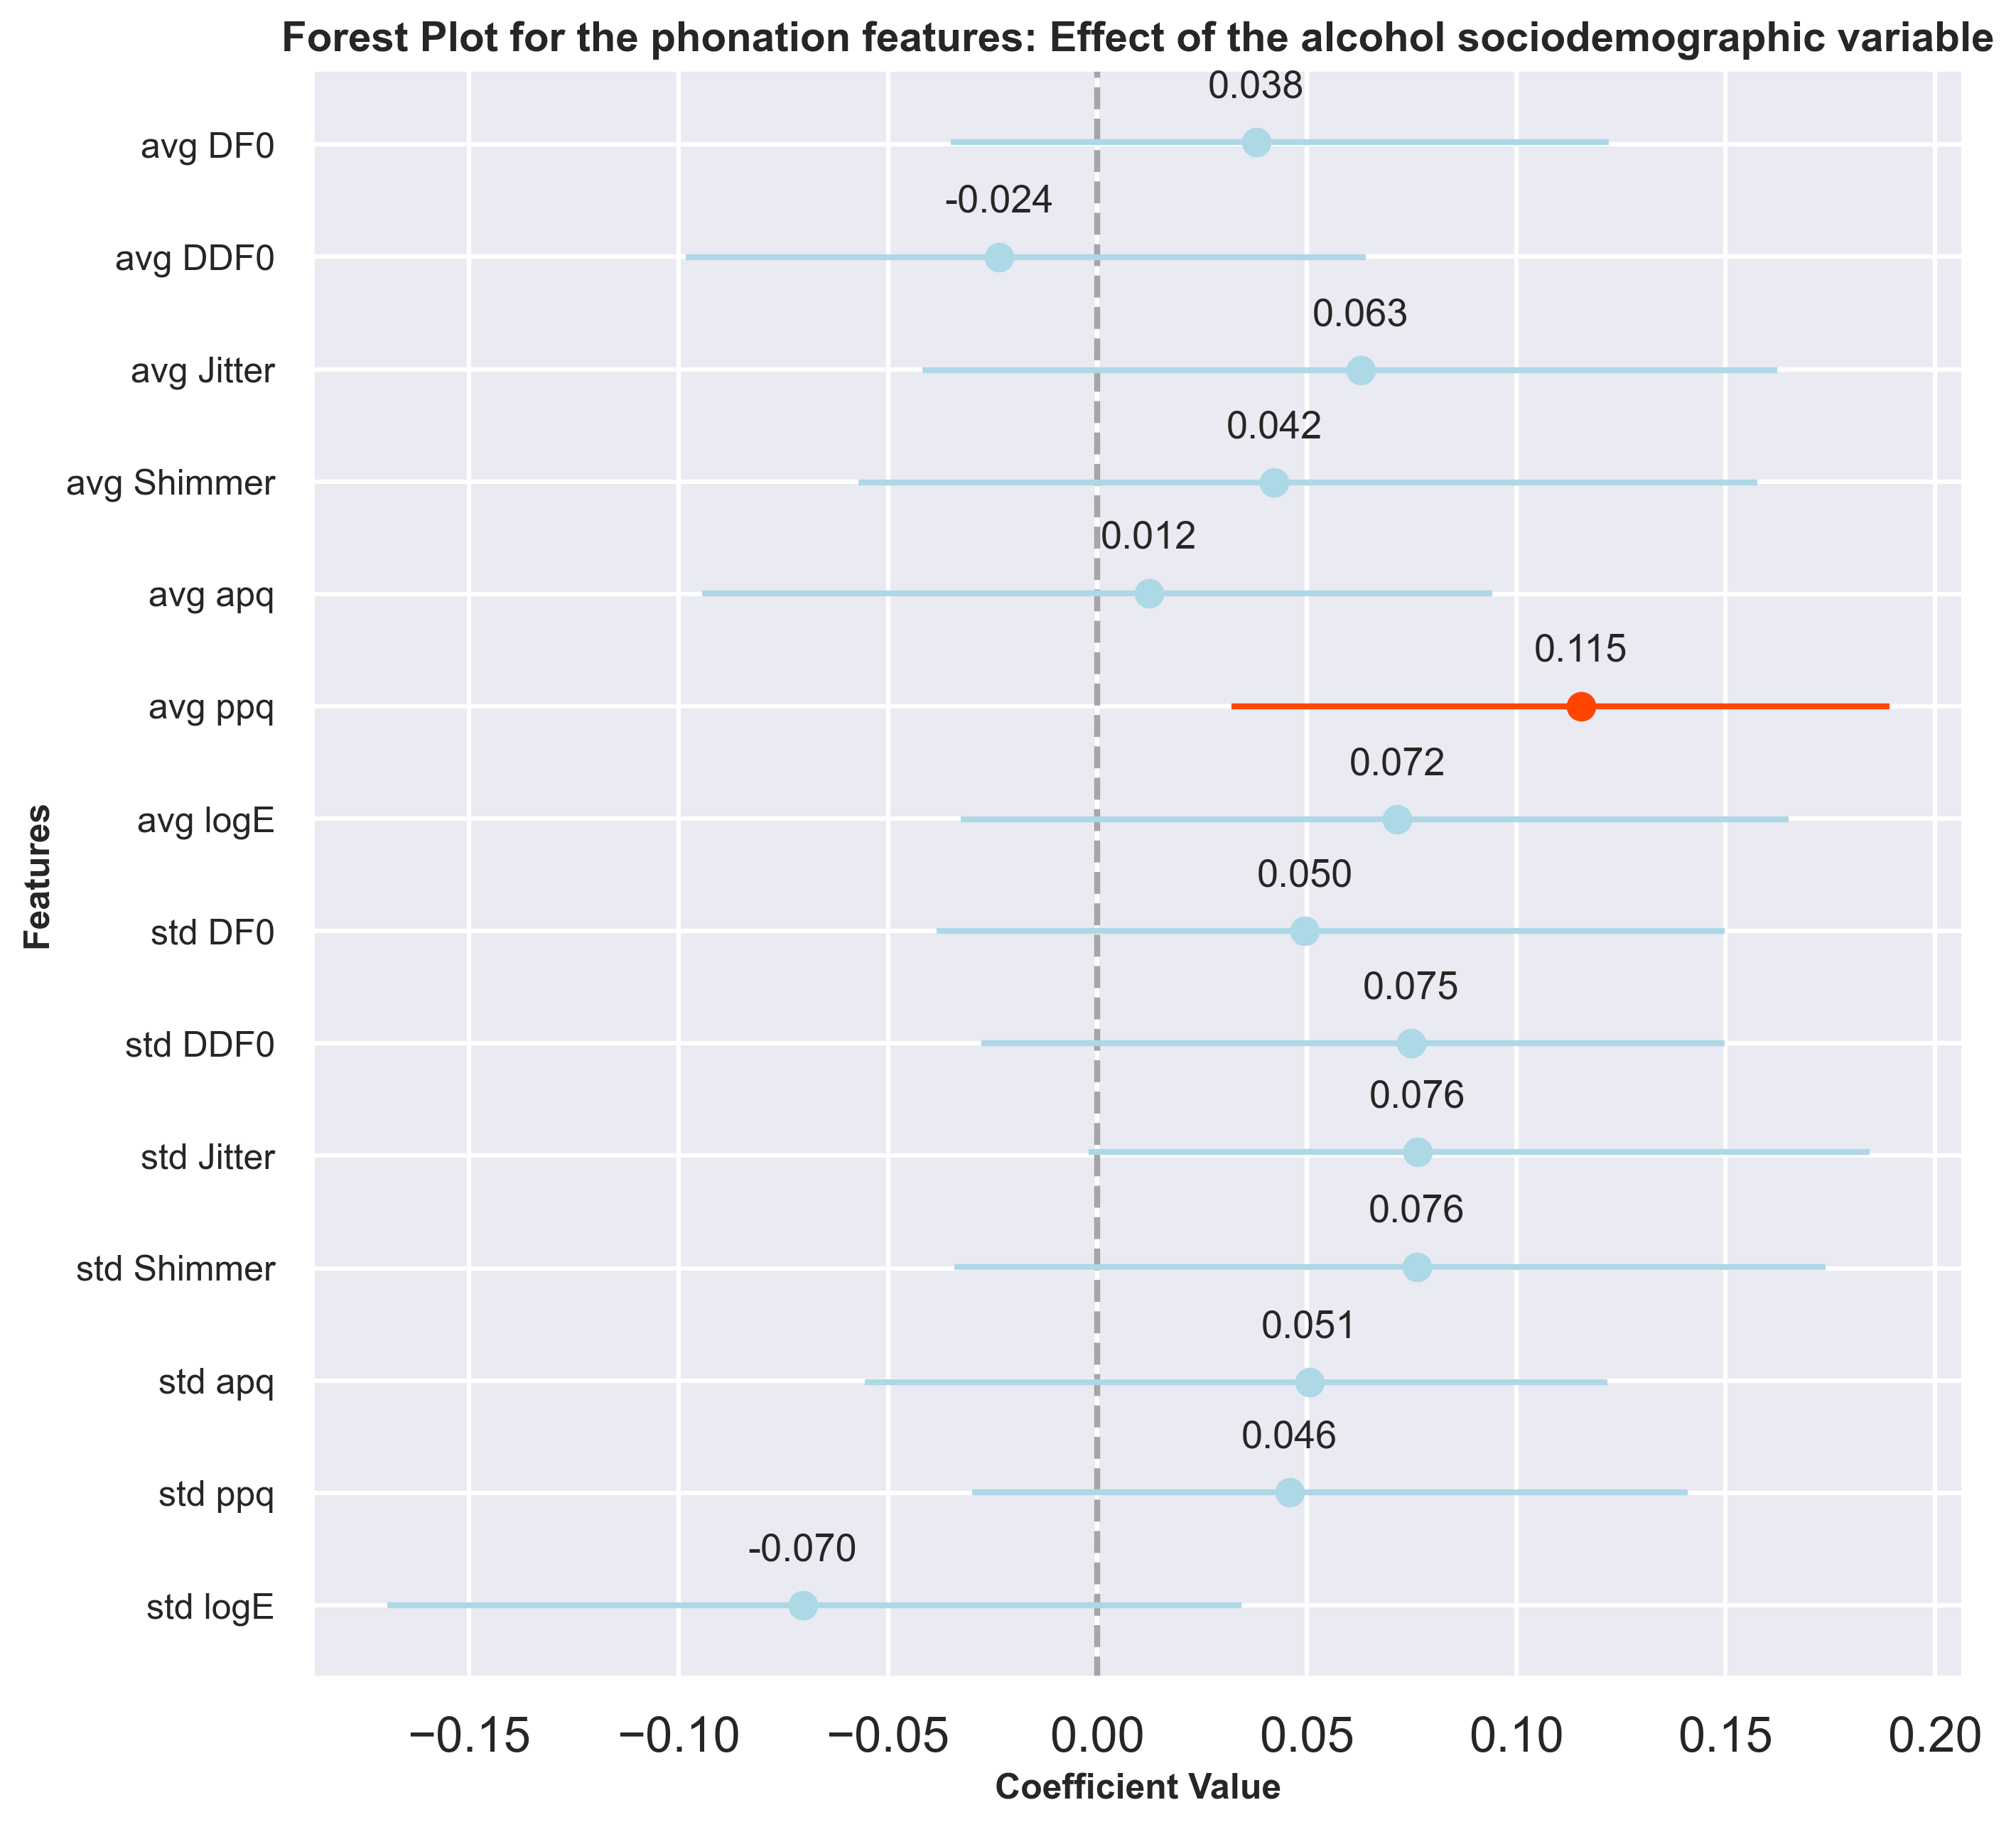 Forest Plot for the phonation features: Effect of the alcohol sociodemographic variable
0.038
avg DF0
-0.024
avg DDF0
0.063
avg Jitter
0.042
avg Shimmer
0.012
avg apq
0.115
avg ppq
0.072
avg logE
0.050
std DF0
0.075
std DDF0
0.076
std Jitter
0.076
std Shimmer
0.051
std apq
0.046
std ppq
-0.070
std logE
Features
−0.15 −0.10 −0.05 0.00 0.05 0.10 0.15 0.20
Coefficient Value